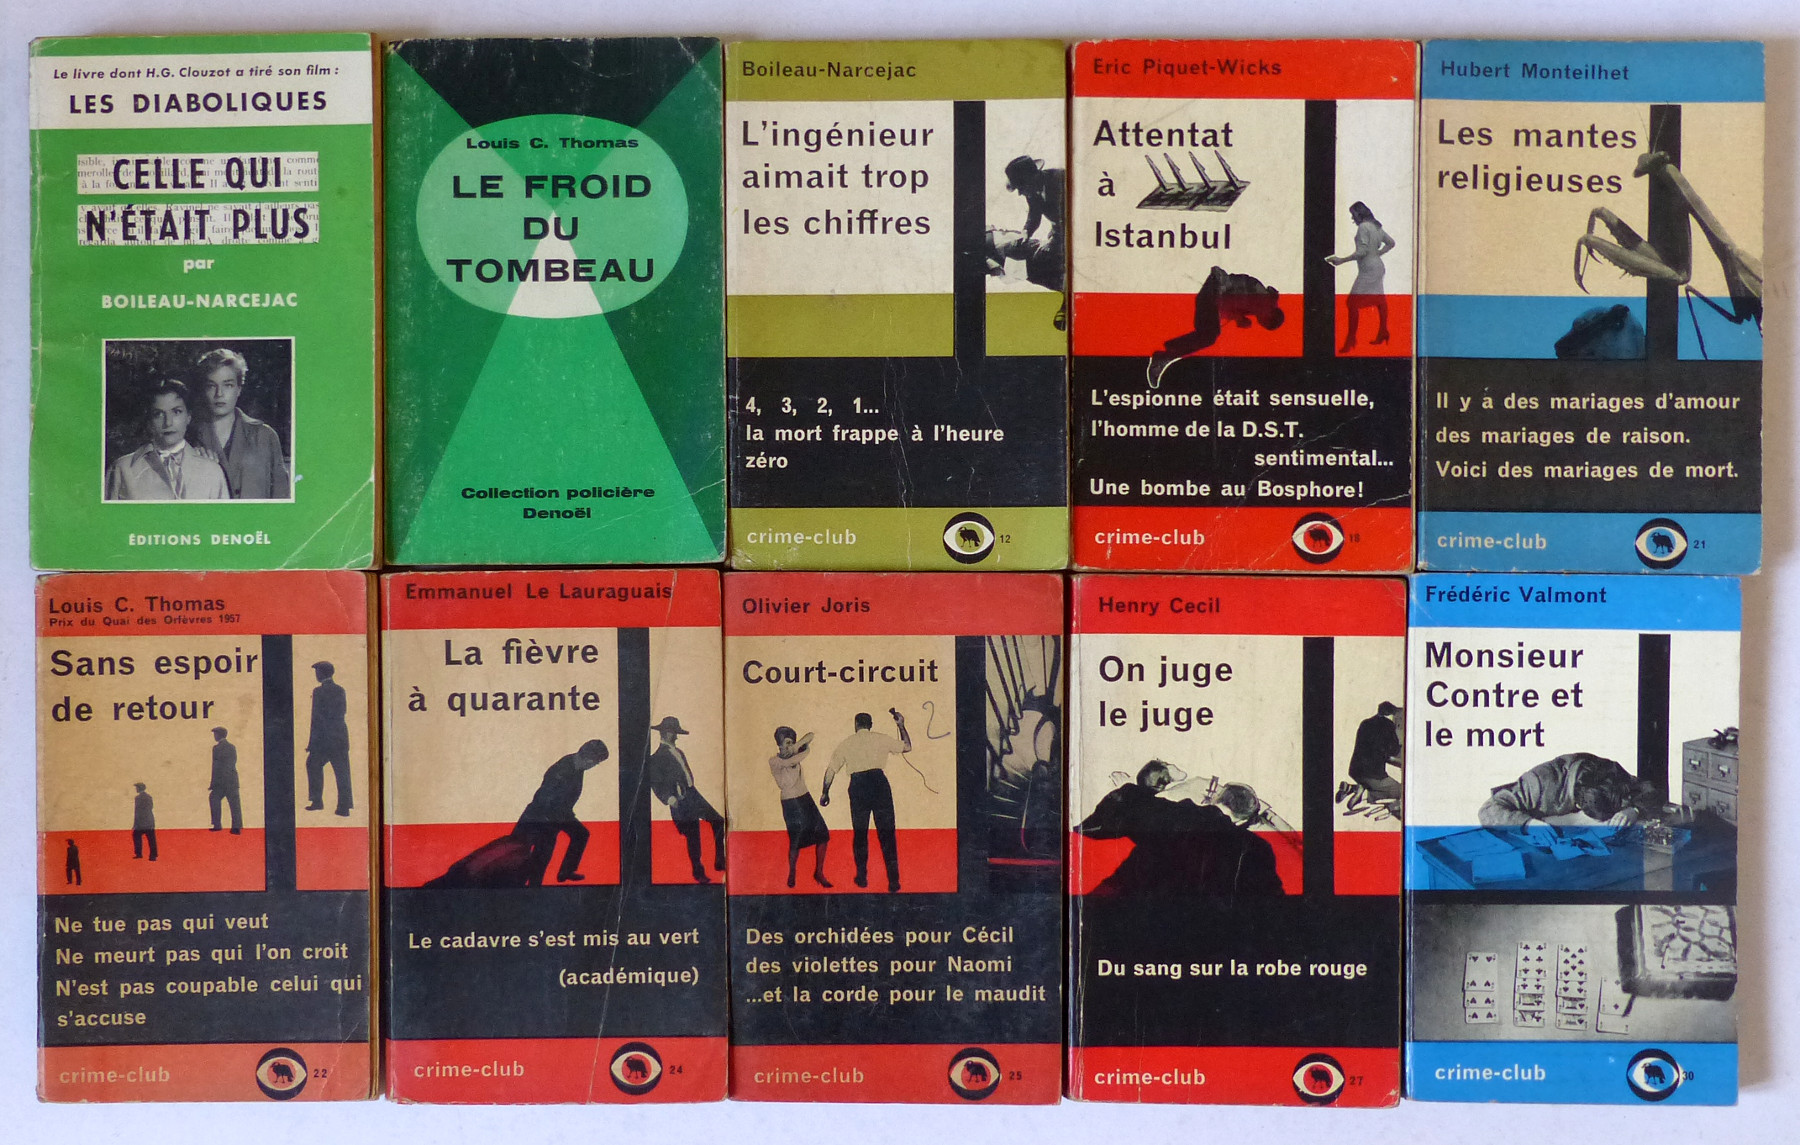 Le livre dont H.G. Clouzot a tiré son film :
LES DIABOLIQUES
CELLE QUI
N'ÉTAIT PLUS
par
BOILEAU-NARCEJAC
ÉDITIONS DENOËL
Louis C. Thomas
LE FROID
DU
TOMBEAU
Collection policière
Denoël
Boileau-Narcejac
L'ingénieur
aimait trop
les chiffres
4, 3, 2, 1...
la mort frappe à l'heure
zéro
crime-club
12
Eric Piquet-Wicks
Attentat
à
Istanbul
L'espionne était sensuelle,
l'homme de la D.S.T.
sentimental...
Une bombe au Bosphore!
crime-club
18
Hubert Monteilhet
Les mantes
religieuses
Il y a des mariages d'amour
des mariages de raison.
Voici des mariages de mort.
crime-club
21
Louis C. Thomas
Prix du Quai des Orfèvres 1957
Sans espoir
de retour
Ne tue pas qui veut
Ne meurt pas qui l'on croit
N'est pas coupable celui qui
s'accuse
crime-club
22
Emmanuel Le Lauraguais
La fièvre
à quarante
Le cadavre s'est mis au vert
(académique)
crime-club
24
Olivier Joris
Court-circuit
2
Des orchidées pour Cécil
des violettes pour Naomi
...et la corde pour le maudit
crime-club
25
Henry Cecil
On juge
le juge
Du sang sur la robe rouge
crime-club
27
Frédéric Valmont
Monsieur
Contre et
le mort
crime-club
30